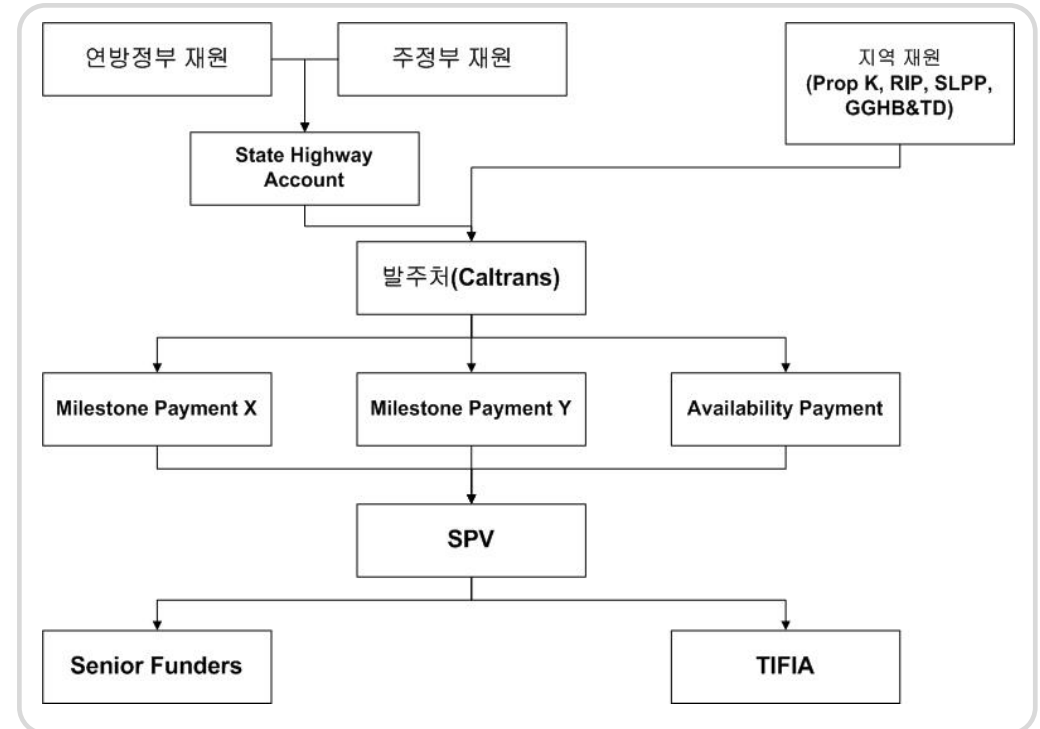 연방정부 재원
주정부 재원
지역 재원
(Prop K, RIP, SLPP,
GGHB&TD)
State Highway
Account
발주처(Caltrans)
Milestone Payment X
Milestone Payment Y
Availability Payment
SPV
Senior Funders
TIFIA